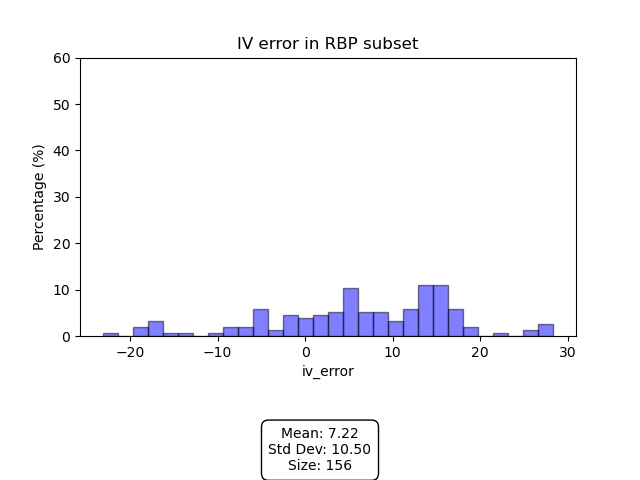 IV error in RBP subset
60
50
40
30
20
10
0
Percentage (%)
−20
−10
0
10
20
30
iv_error
Mean: 7.22
Std Dev: 10.50
Size: 156